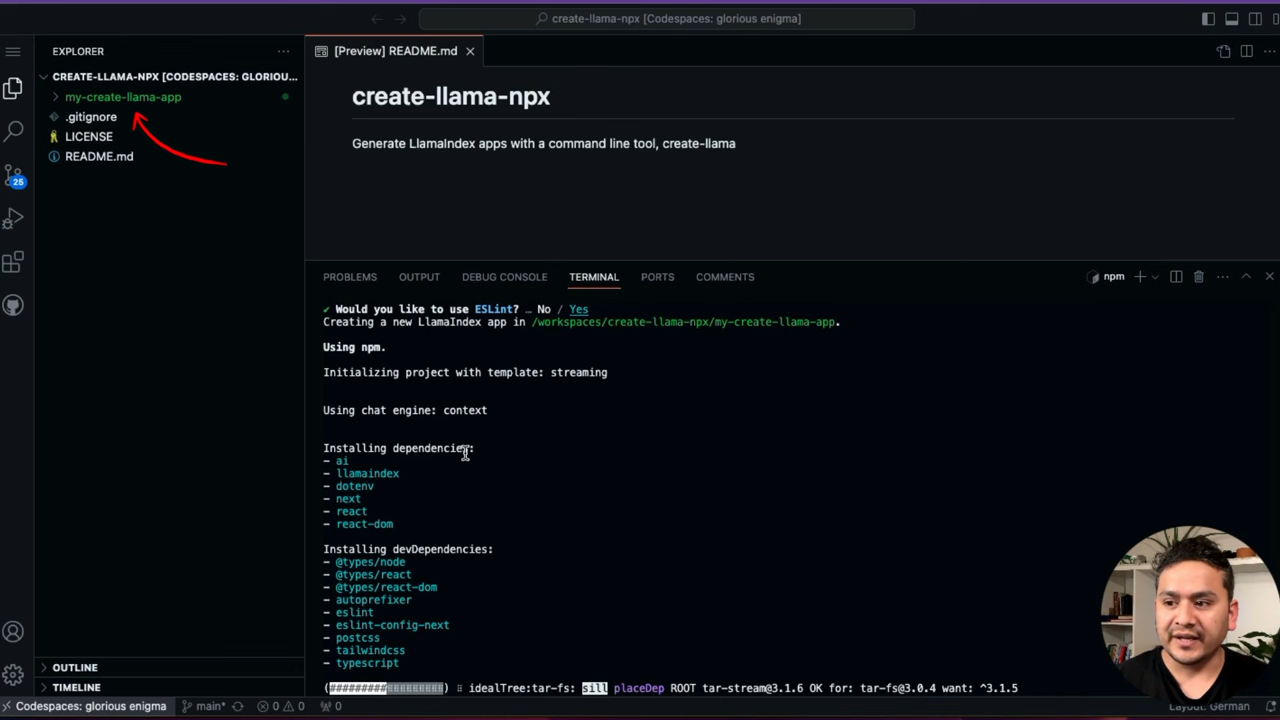 create-llama-npx [Codespaces: glorious enigma]
EXPLORER
[Preview] README.md
CREATE-LLAMA-NPX [CODESPACES: GLORIOU...
my-create-llama-app
.gitignore
LICENSE
README.md
25
create-llama-npx
Generate LlamaIndex apps with a command line tool, create-llama
PROBLEMS
OUTPUT
DEBUG CONSOLE
TERMINAL
PORTS
COMMENTS
npm
✔ Would you like to use ESLint? … No / Yes
Creating a new LlamaIndex app in /workspaces/create-llama-npx/my-create-llama-app.
Using npm.
Initializing project with template: streaming
Using chat engine: context
Installing dependencies:
- ai
- llamaindex
- dotenv
- next
- react
- react-dom
Installing devDependencies:
- @types/node
- @types/react
- @types/react-dom
- autoprefixer
- eslint
- eslint-config-next
- postcss
- tailwindcss
- typescript
(#########⠂⠂⠂⠂⠂⠂⠂⠂⠂) ⠇ idealTree:tar-fs: sill placeDep ROOT tar-stream@3.1.6 OK for: tar-fs@3.0.4 want: ^3.1.5
OUTLINE
TIMELINE
Codespaces: glorious enigma
main*
0
0
0
Layout: German